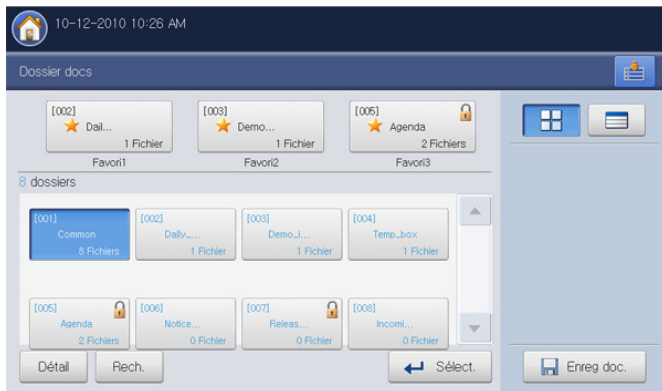 10-12-2010 10:26 AM
Dossier docs
[002]
Dail...
1 Fichier
Favori1
[003]
Demo...
1 Fichier
Favori2
[005]
Agenda
2 Fichiers
Favori3
8 dossiers
[001]
Common
8 Fichiers
[002]
Daily_...
1 Fichier
[003]
Demo_i...
1 Fichier
[004]
Temp_box
1 Fichier
[005]
Agenda
2 Fichiers
[006]
Notice...
0 Fichier
[007]
Releas...
0 Fichier
[008]
Incomi...
0 Fichier
Détail
Rech.
Sélect.
Enreg doc.